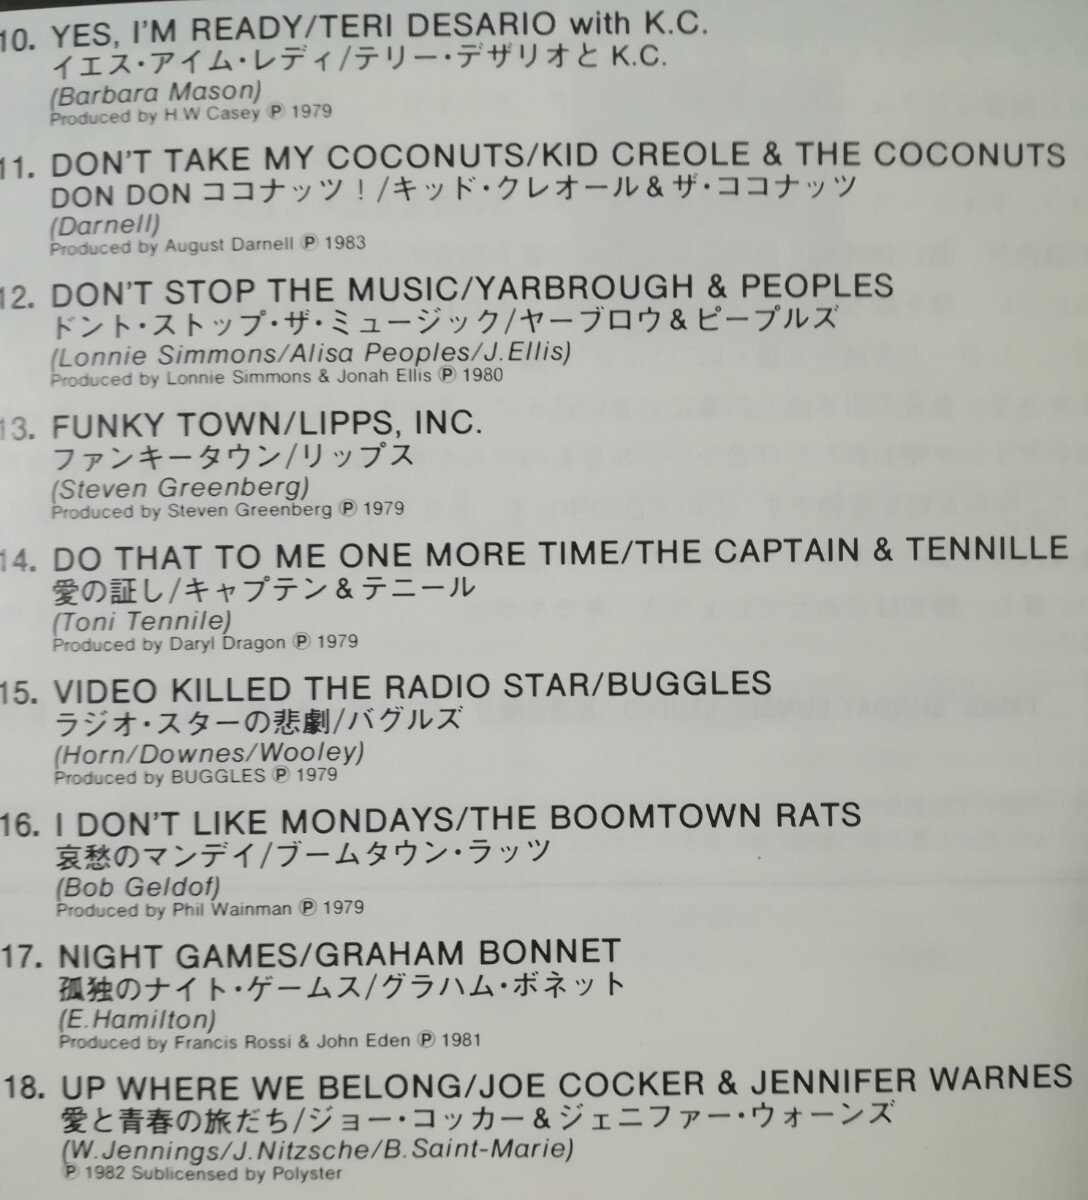 10. YES, I'M READY/TERI DESARIO with K.C.
イエス・アイム・レディ/テリー・デザリオと K.C.
(Barbara Mason)
Produced by H W Casey Ⓟ 1979
11. DON'T TAKE MY COCONUTS/KID CREOLE & THE COCONUTS
DON DON ココナッツ！/キッド・クレオール & ザ・ココナッツ
(Darnell)
Produced by August Darnell Ⓟ 1983
12. DON'T STOP THE MUSIC/YARBROUGH & PEOPLES
ドント・ストップ・ザ・ミュージック/ヤーブロウ & ピープルズ
(Lonnie Simmons/Alisa Peoples/J.Ellis)
Produced by Lonnie Simmons & Jonah Ellis Ⓟ 1980
13. FUNKY TOWN/LIPPS, INC.
ファンキータウン/リップス
(Steven Greenberg)
Produced by Steven Greenberg Ⓟ 1979
14. DO THAT TO ME ONE MORE TIME/THE CAPTAIN & TENNILLE
愛の証し/キャプテン & テニール
(Toni Tennile)
Produced by Daryl Dragon Ⓟ 1979
15. VIDEO KILLED THE RADIO STAR/BUGGLES
ラジオ・スターの悲劇/バグルズ
(Horn/Downes/Wooley)
Produced by BUGGLES Ⓟ 1979
16. I DON'T LIKE MONDAYS/THE BOOMTOWN RATS
哀愁のマンデイ/ブームタウン・ラッツ
(Bob Geldof)
Produced by Phil Wainman Ⓟ 1979
17. NIGHT GAMES/GRAHAM BONNET
孤独のナイト・ゲームス/グラハム・ボネット
(E.Hamilton)
Produced by Francis Rossi & John Eden Ⓟ 1981
18. UP WHERE WE BELONG/JOE COCKER & JENNIFER WARNES
愛と青春の旅だち/ジョー・コッカー & ジェニファー・ウォーンズ
(W.Jennings/J.Nitzsche/B.Saint-Marie)
Ⓟ 1982 Sublicensed by Polyster